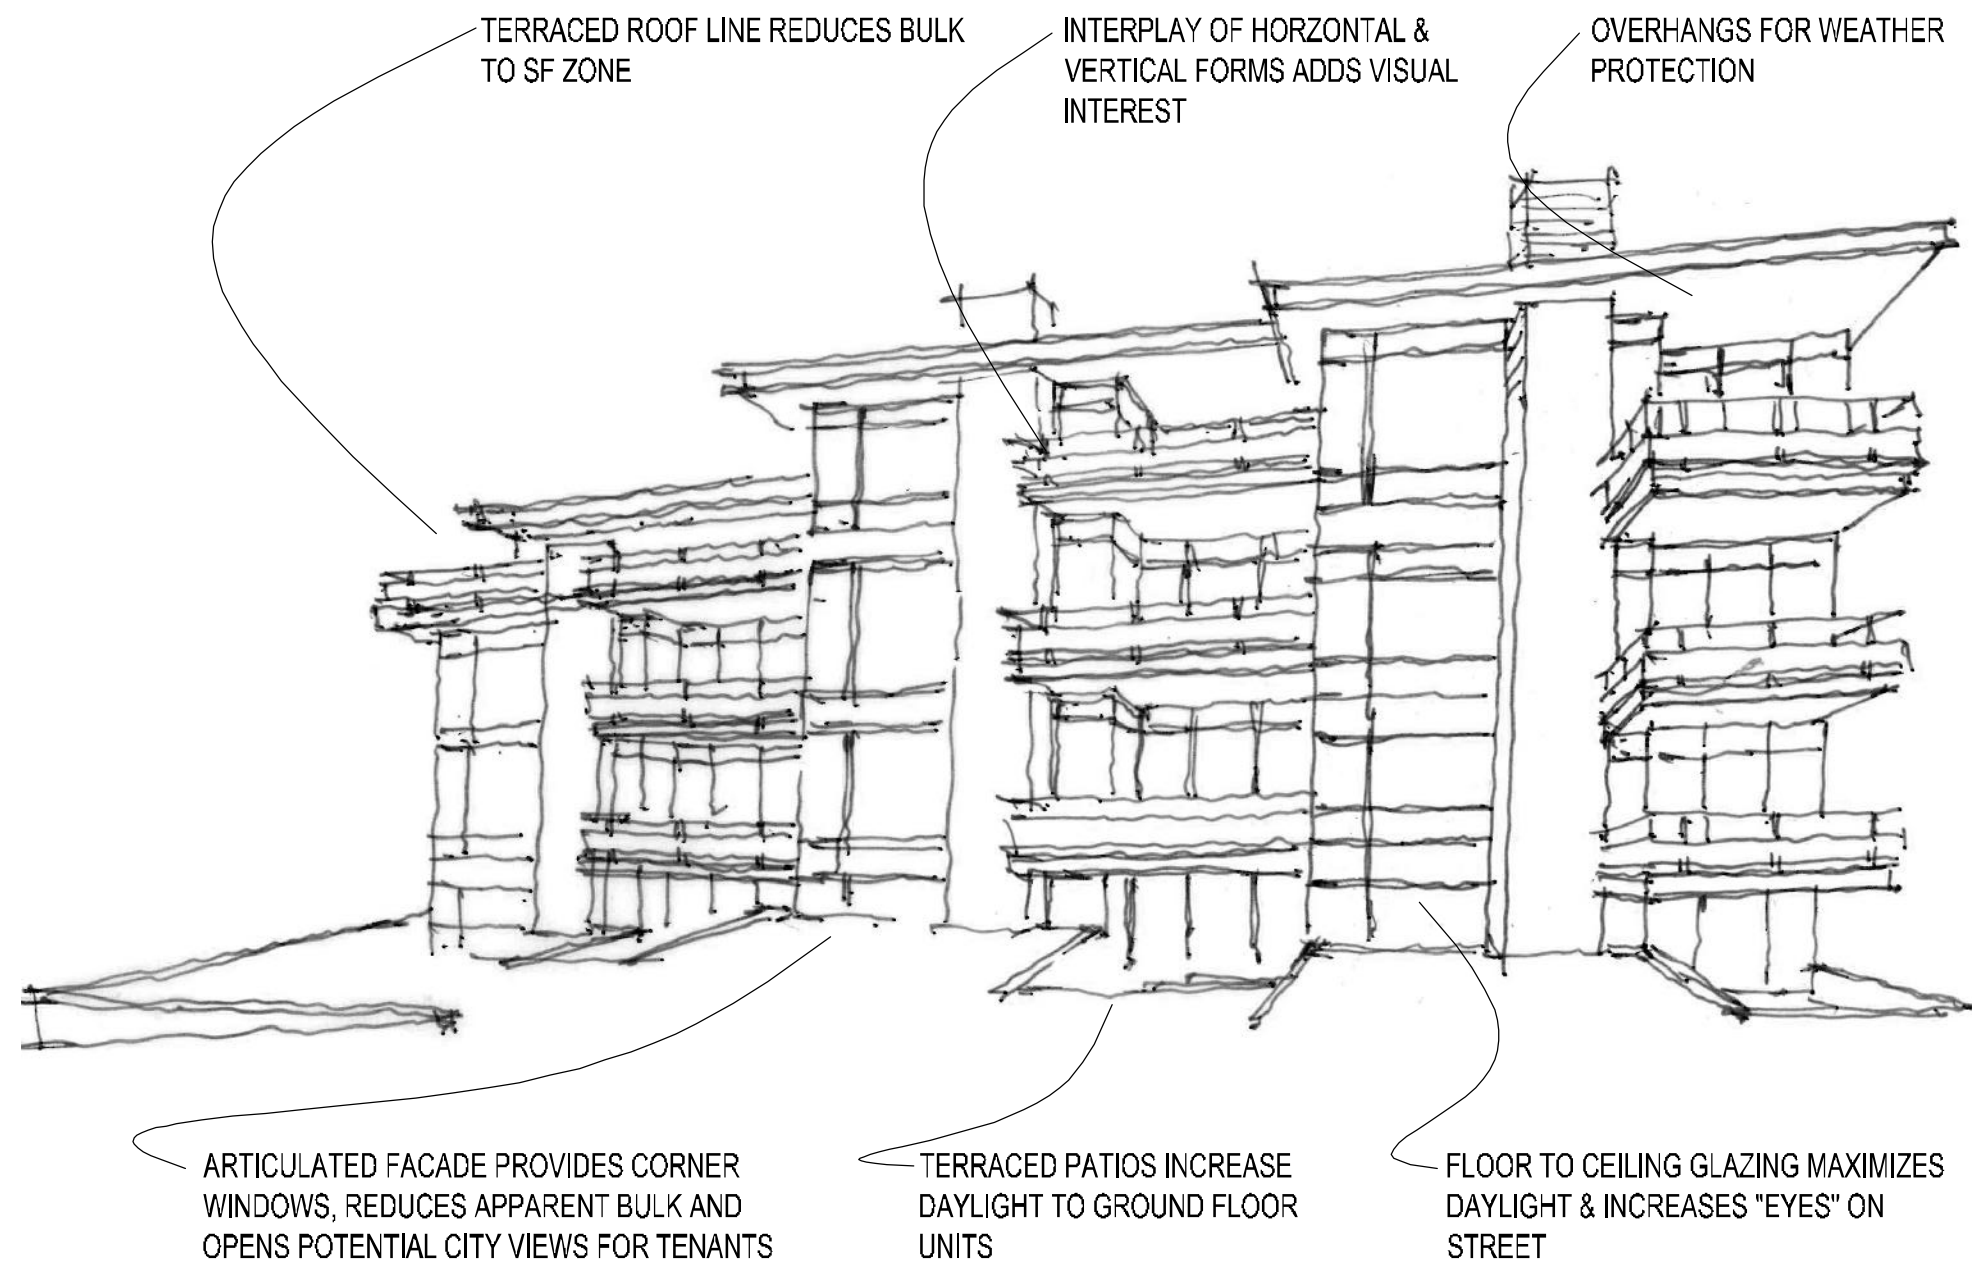 TERRACED ROOF LINE REDUCES BULK
TO SF ZONE
INTERPLAY OF HORZONTAL &
VERTICAL FORMS ADDS VISUAL
INTEREST
OVERHANGS FOR WEATHER
PROTECTION
ARTICULATED FACADE PROVIDES CORNER
WINDOWS, REDUCES APPARENT BULK AND
OPENS POTENTIAL CITY VIEWS FOR TENANTS
TERRACED PATIOS INCREASE
DAYLIGHT TO GROUND FLOOR
UNITS
FLOOR TO CEILING GLAZING MAXIMIZES
DAYLIGHT & INCREASES "EYES" ON
STREET